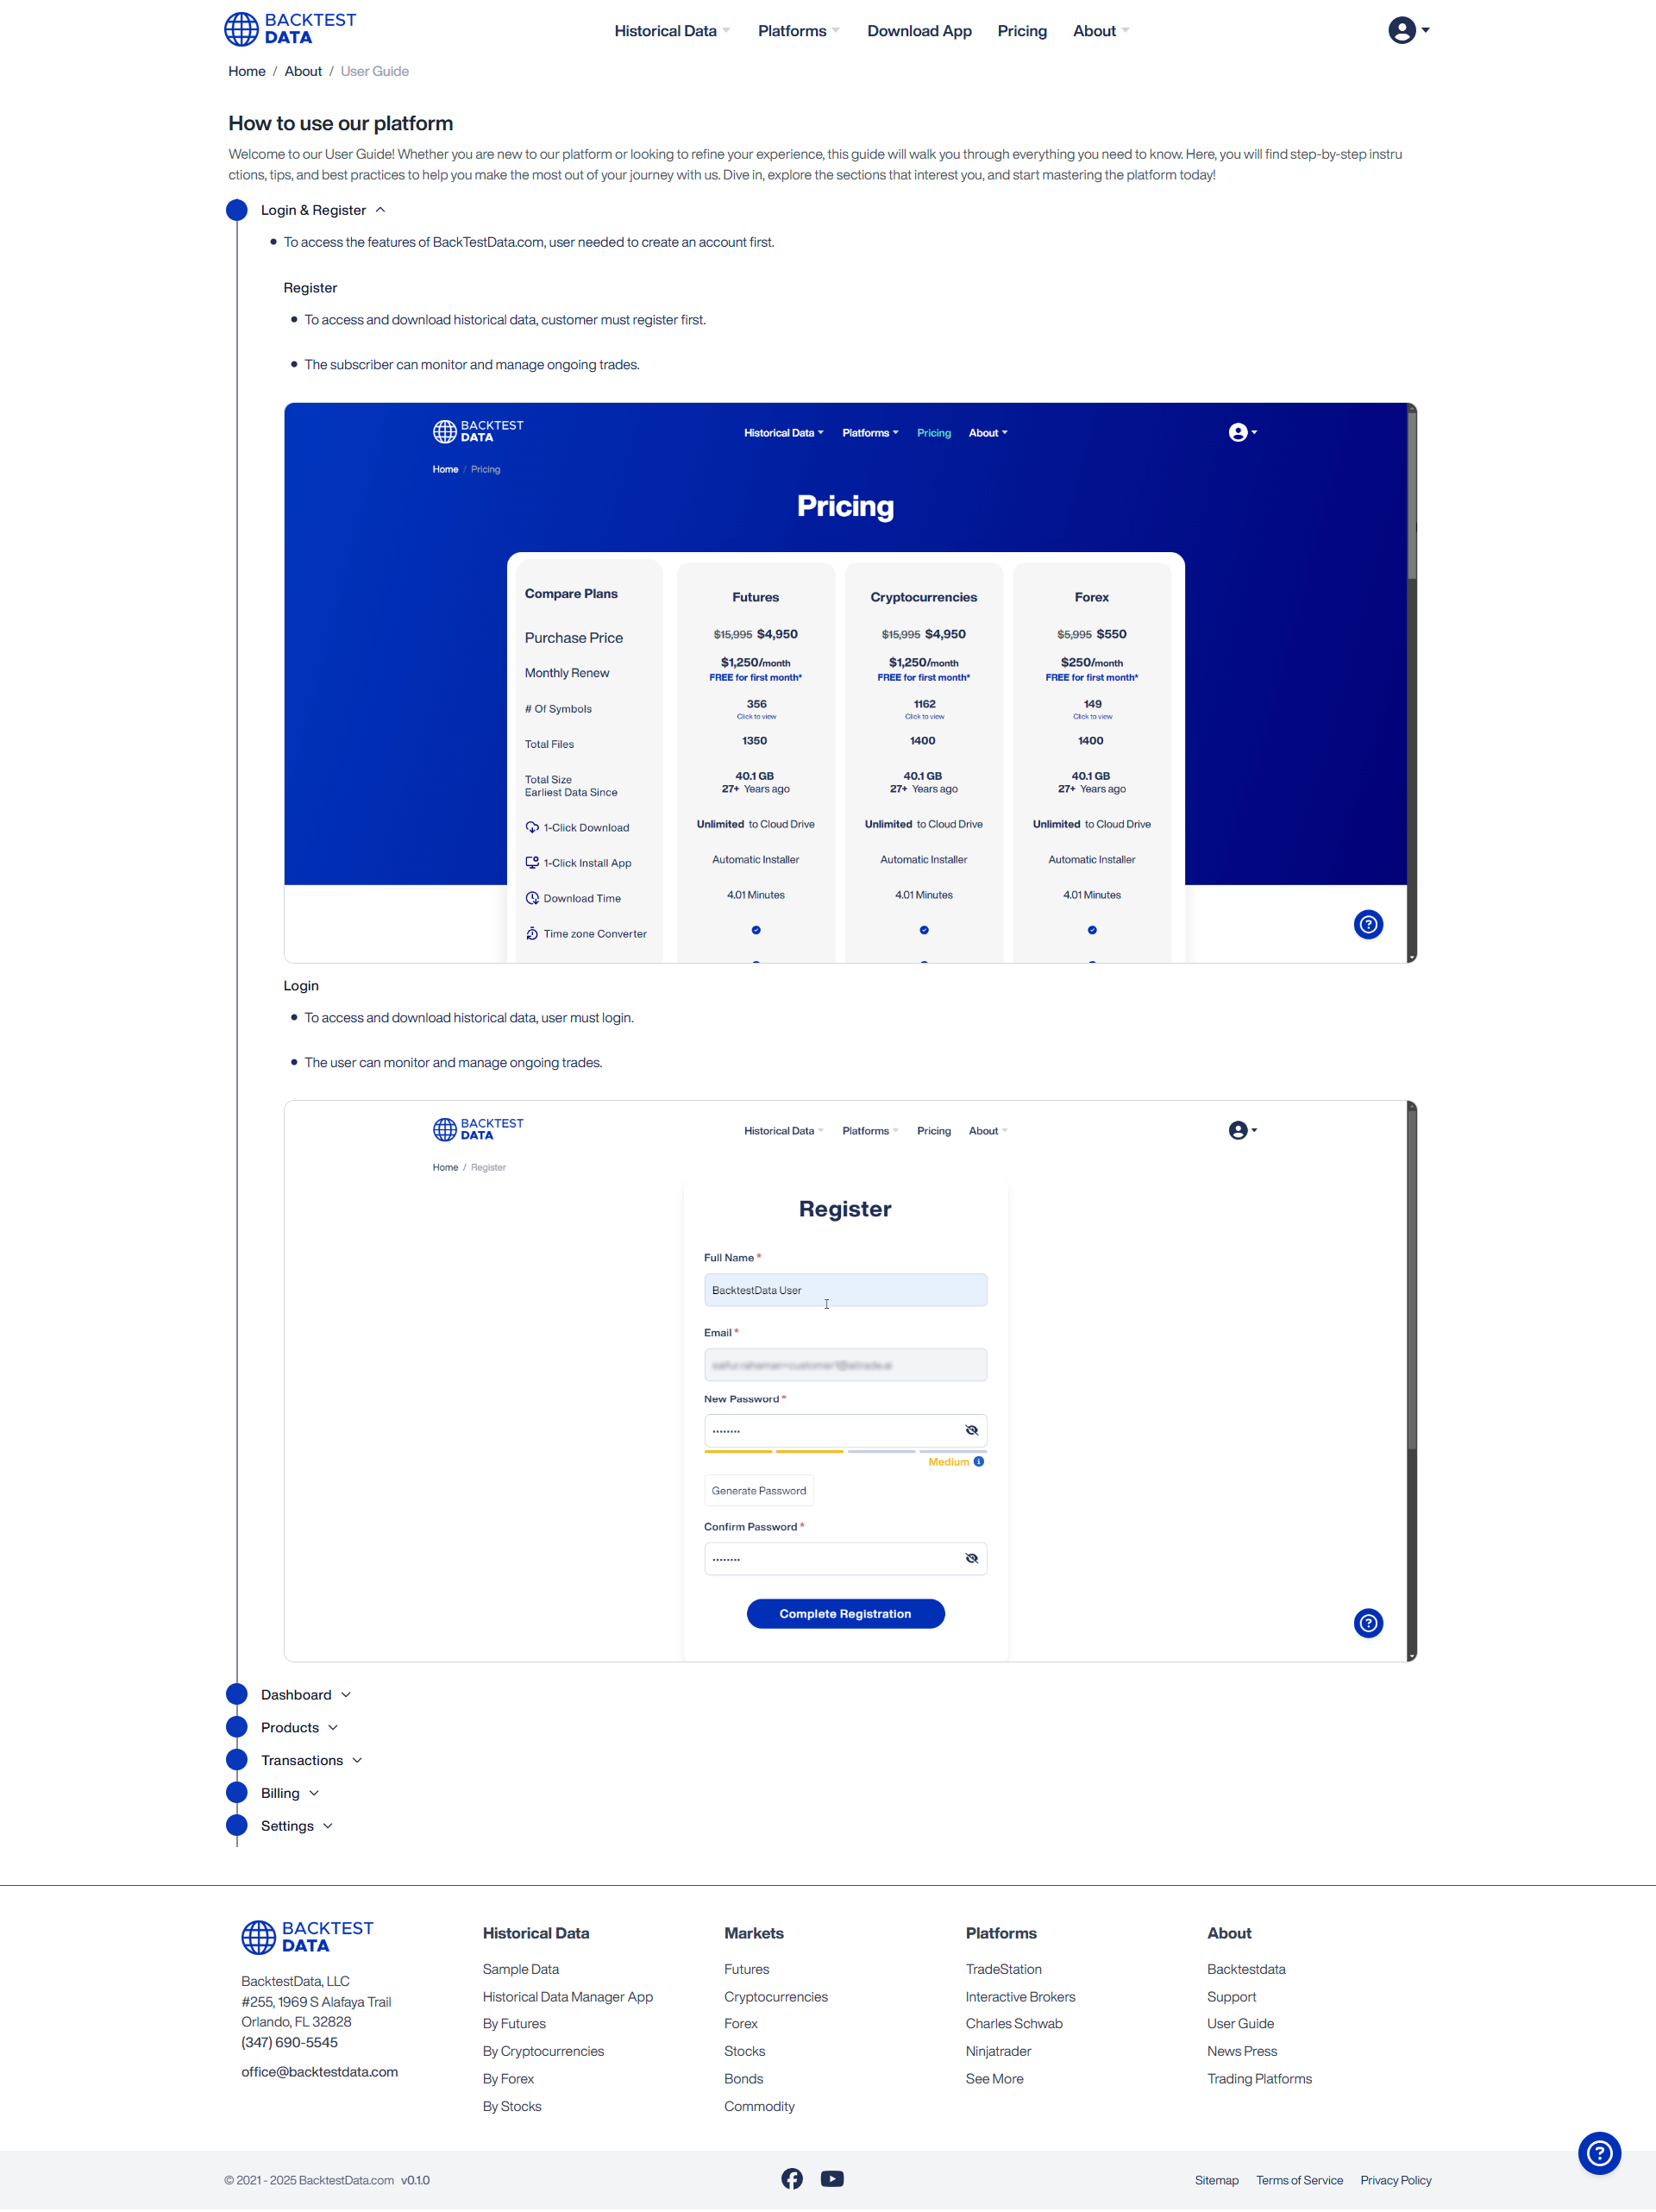 BACKTEST
DATA
Historical Data
Platforms
Download App
Pricing
About
Home / About / User Guide
How to use our platform
Welcome to our User Guide! Whether you are new to our platform or looking to refine your experience, this guide will walk you through everything you need to know. Here, you will find step-by-step instru
ctions, tips, and best practices to help you make the most out of your journey with us. Dive in, explore the sections that interest you, and start mastering the platform today!
Login & Register
• To access the features of BackTestData.com, user needed to create an account first.
Register
• To access and download historical data, customer must register first.
• The subscriber can monitor and manage ongoing trades.
BACKTEST
DATA
Historical Data
Platforms
Pricing
About
Home / Pricing
Pricing
Compare Plans
Futures
Cryptocurrencies
Forex
Purchase Price
$15,995 $4,950
$15,995 $4,950
$5,995 $550
Monthly Renew
$1,250/month
FREE for first month*
$1,250/month
FREE for first month*
$250/month
FREE for first month*
# Of Symbols
356
Click to view
1162
Click to view
149
Click to view
Total Files
1350
1400
1400
Total Size
Earliest Data Since
40.1 GB
27+ Years ago
40.1 GB
27+ Years ago
40.1 GB
27+ Years ago
1-Click Download
Unlimited to Cloud Drive
Unlimited to Cloud Drive
Unlimited to Cloud Drive
1-Click Install App
Automatic Installer
Automatic Installer
Automatic Installer
Download Time
4.01 Minutes
4.01 Minutes
4.01 Minutes
Time zone Converter
Login
• To access and download historical data, user must login.
• The user can monitor and manage ongoing trades.
BACKTEST
DATA
Historical Data
Platforms
Pricing
About
Home / Register
Register
Full Name *
BacktestData User
Email *
New Password *
Medium
Generate Password
Confirm Password *
Complete Registration
Dashboard
Products
Transactions
Billing
Settings
BACKTEST
DATA
BacktestData, LLC
#255, 1969 S Alafaya Trail
Orlando, FL 32828
(347) 690-5545
office@backtestdata.com
Historical Data
Sample Data
Historical Data Manager App
By Futures
By Cryptocurrencies
By Forex
By Stocks
Markets
Futures
Cryptocurrencies
Forex
Stocks
Bonds
Commodity
Platforms
TradeStation
Interactive Brokers
Charles Schwab
Ninjatrader
See More
About
Backtestdata
Support
User Guide
News Press
Trading Platforms
© 2021 - 2025 BacktestData.com v0.1.0
Sitemap
Terms of Service
Privacy Policy